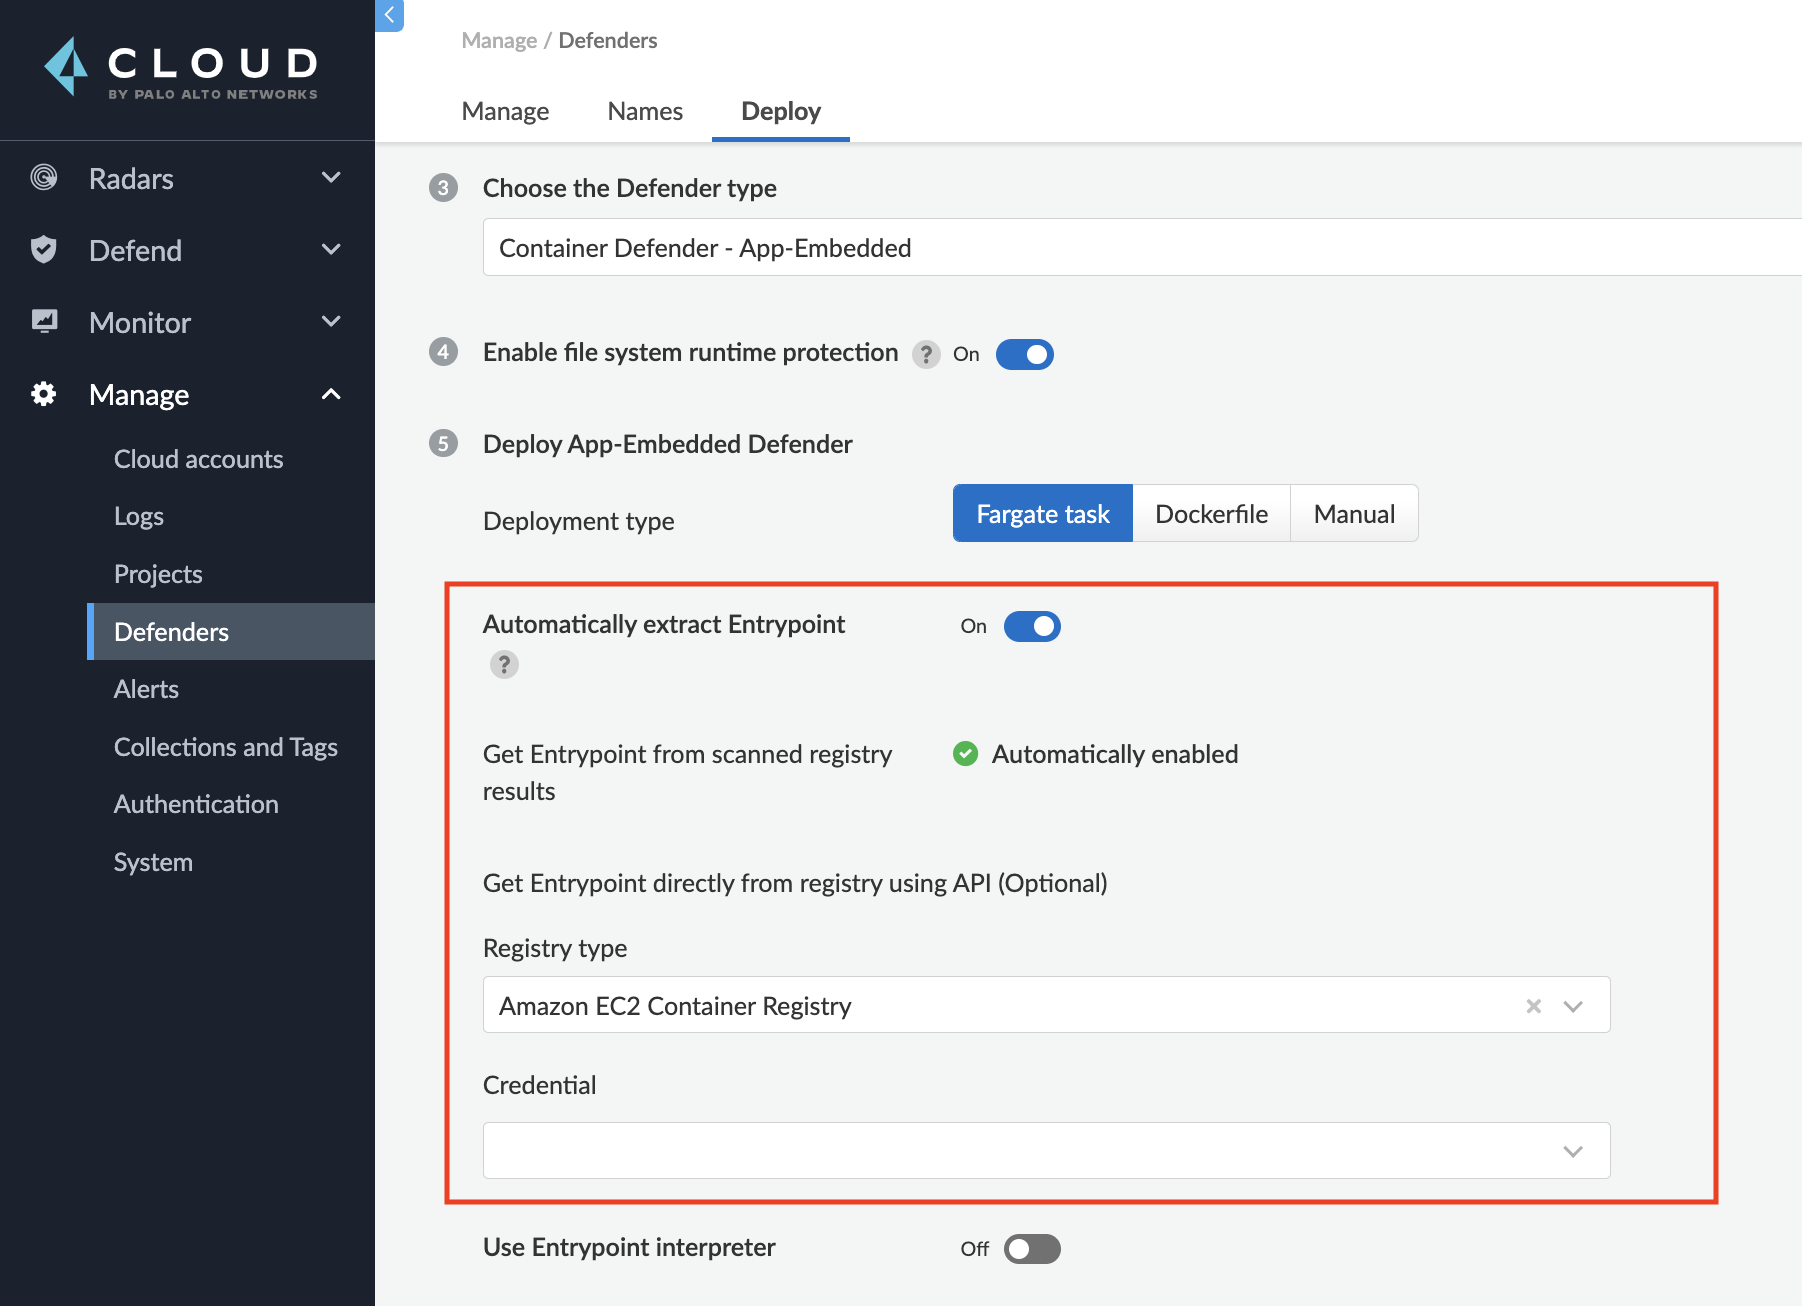 CLOUD
BY PALO ALTO NETWORKS
Radars
Defend
Monitor
Manage
Cloud accounts
Logs
Projects
Defenders
Alerts
Collections and Tags
Authentication
System
Manage / Defenders
Manage Names Deploy
3 Choose the Defender type
Container Defender - App-Embedded
4 Enable file system runtime protection ? On
5 Deploy App-Embedded Defender
Deployment type Fargate task Dockerfile Manual
Automatically extract Entrypoint On
?
Get Entrypoint from scanned registry Automatically enabled
results
Get Entrypoint directly from registry using API (Optional)
Registry type
Amazon EC2 Container Registry
Credential
Use Entrypoint interpreter Off